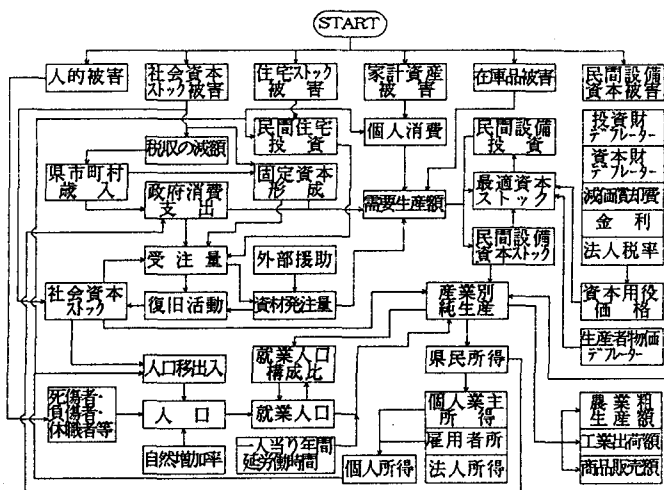 START
人的被害
社会資本
ストック被害
住宅ストック
被害
家計資産
被害
在庫品被害
民間設備
資本被害
税収の減額
民間住宅
投資
個人消費
民間設備
投資
投資財
デフレーター
資本財
デフレーター
県市町村
歳入
固定資本
形成
政府消費
支出
需要生産額
最適資本
ストック
減価償却費
金利
法人税率
民間設備
資本ストック
受注量
外部援助
社会資本
ストック
復旧活動
資材発注量
産業別
純生産
資本用役
価格
生産者物価
デフレーター
人口移出入
就業人口
構成比
県民所得
死傷者・
負傷者・
休職者等
人口
就業人口
個人業主
所得
雇用者所
法人所得
農業粗
生産額
工業出荷額
商品販売額
自然増加率
一人当り年間
延労働時間
個人所得